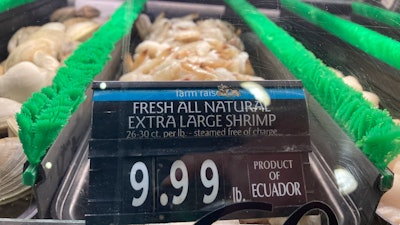 farm raised
FRESH ALL NATURAL
EXTRA LARGE SHRIMP
26-30 ct. per lb. - steamed free of charge
9.99 lb.
PRODUCT
OF
ECUADOR